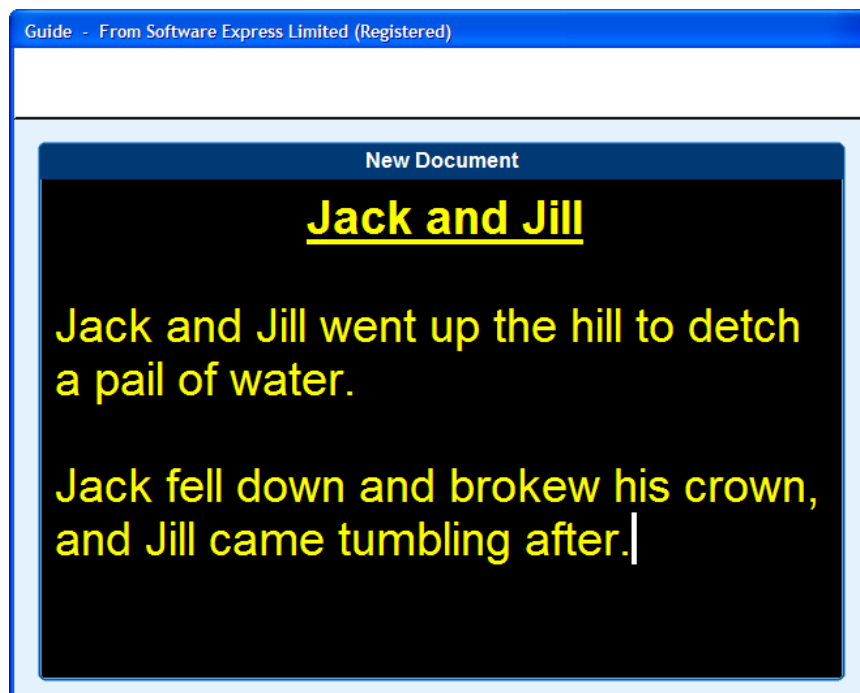 Guide - From Software Express Limited (Registered)
New Document
Jack and Jill
Jack and Jill went up the hill to detch
a pail of water.
Jack fell down and brokew his crown,
and Jill came tumbling after.